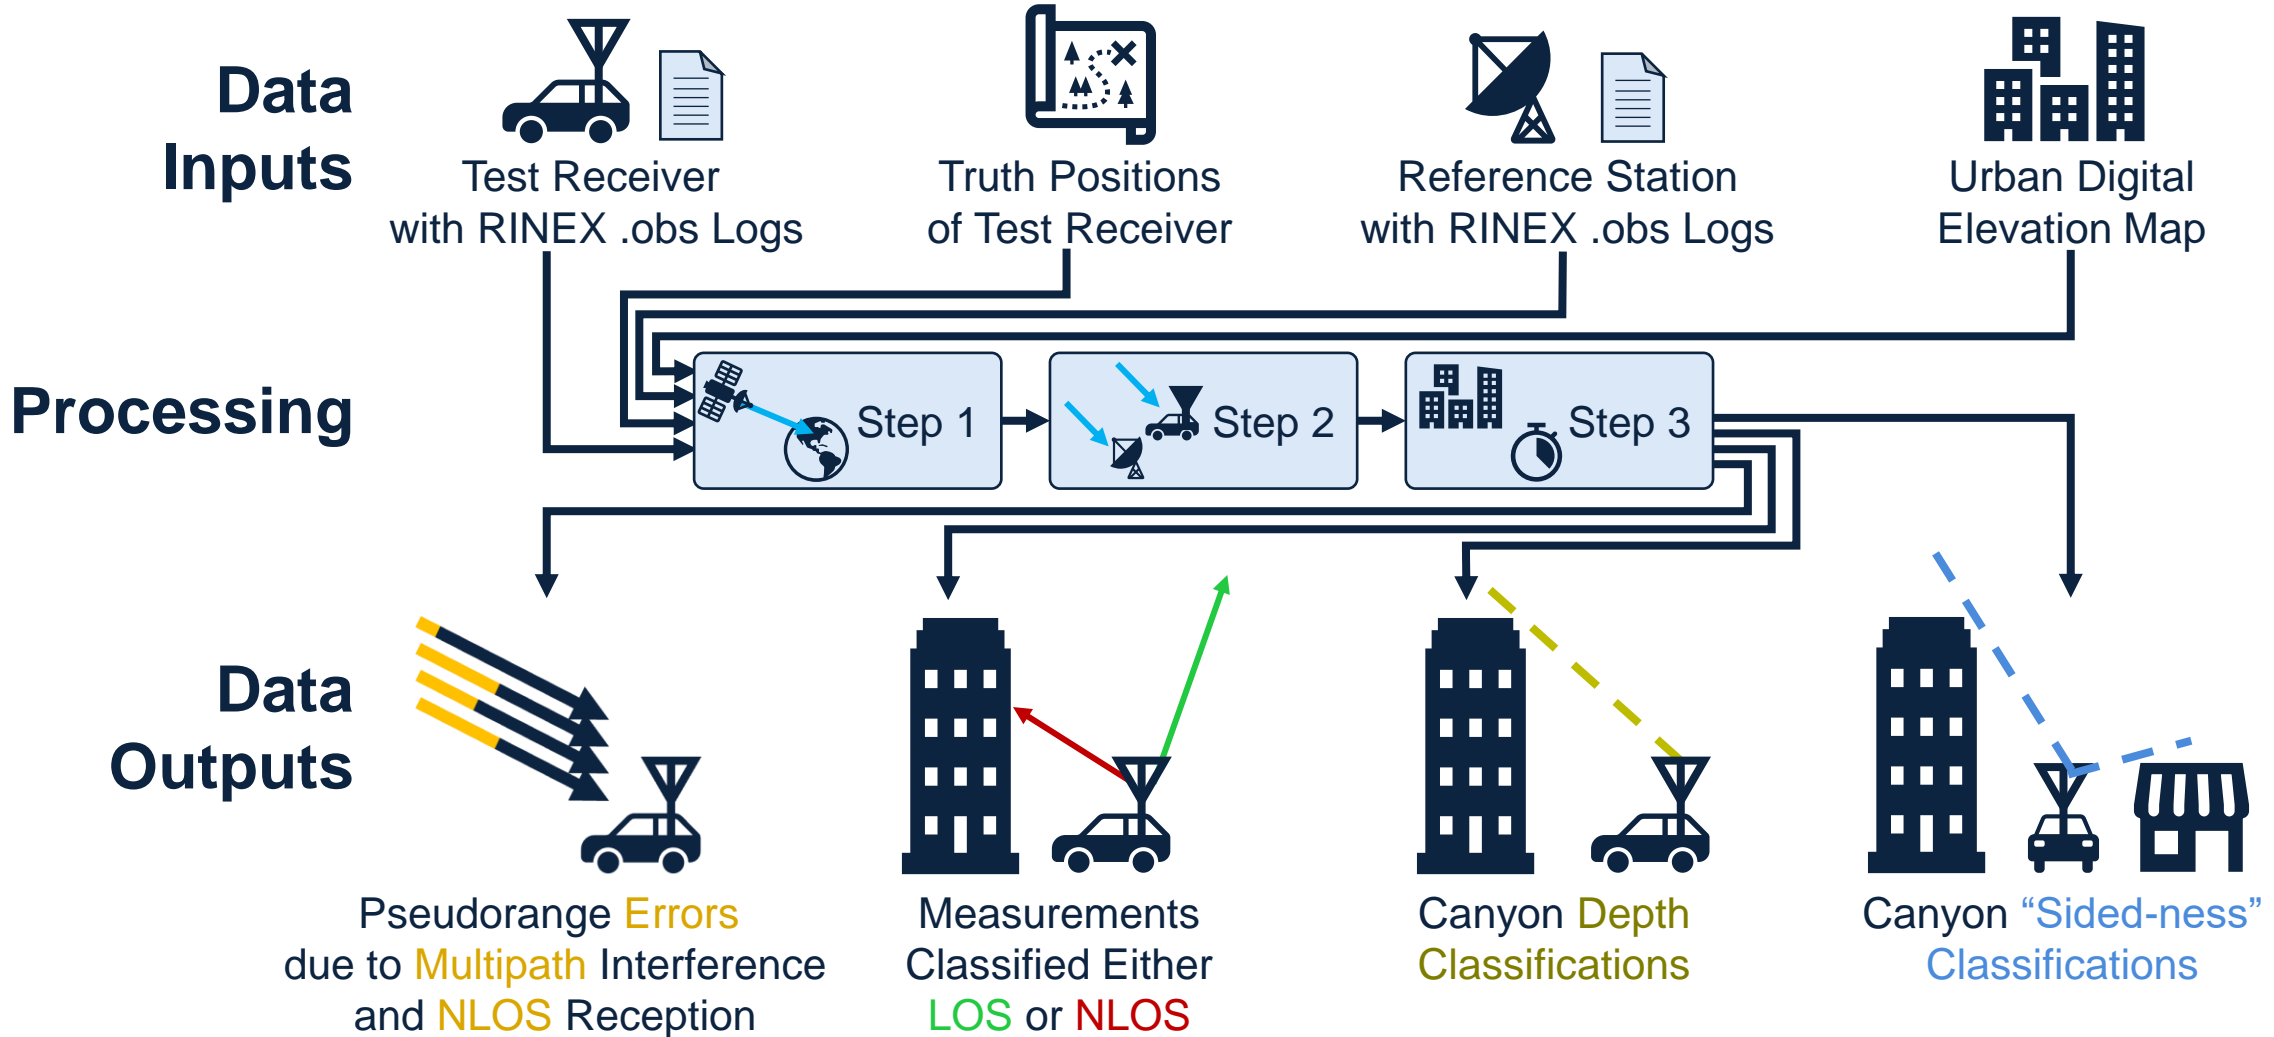 Data
Inputs
Test Receiver
with RINEX .obs Logs
Truth Positions
of Test Receiver
Reference Station
with RINEX .obs Logs
Urban Digital
Elevation Map
Processing
Step 1
Step 2
Step 3
Data
Outputs
Pseudorange Errors
due to Multipath Interference
and NLOS Reception
Measurements
Classified Either
LOS or NLOS
Canyon Depth
Classifications
Canyon “Sided-ness”
Classifications